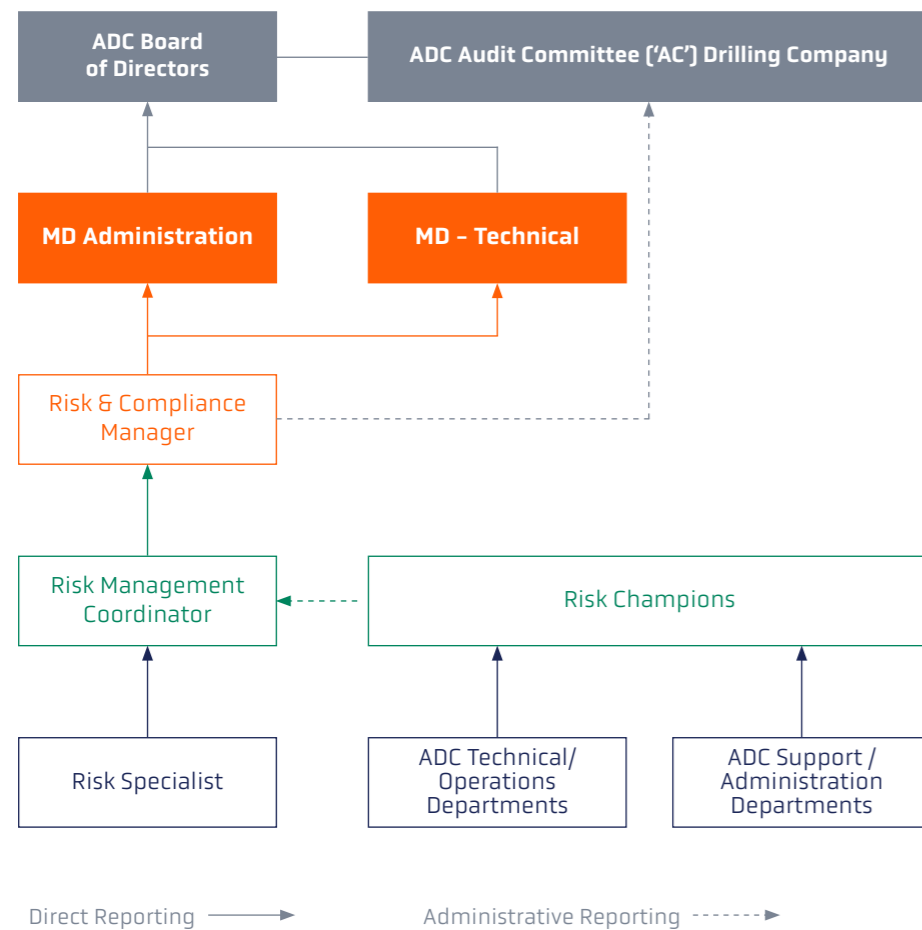 ADC Board
of Directors
ADC Audit Committee (‘AC’) Drilling Company
MD Administration
MD – Technical
Risk & Compliance
Manager
Risk Management
Coordinator
Risk Champions
Risk Specialist
ADC Technical/
Operations
Departments
ADC Support /
Administration
Departments
Direct Reporting
Administrative Reporting